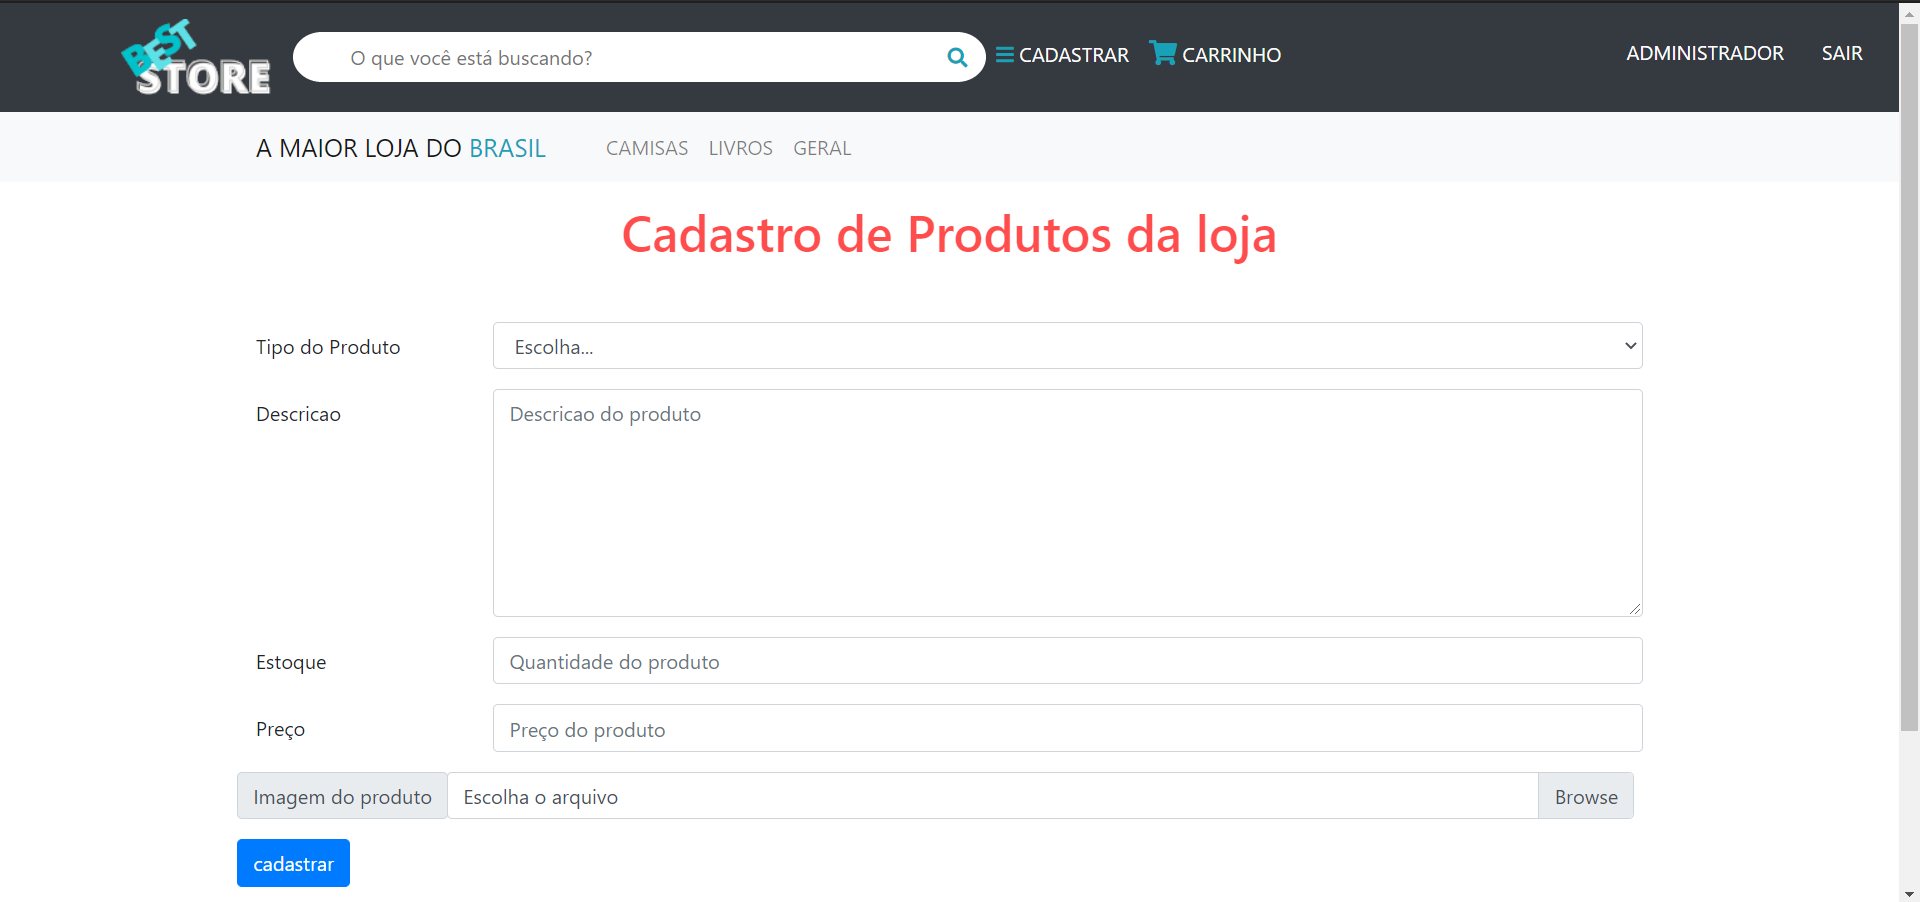 BEST
STORE
O que você está buscando?
CADASTRAR
CARRINHO
ADMINISTRADOR
SAIR
A MAIOR LOJA DO BRASIL
CAMISAS
LIVROS
GERAL
Cadastro de Produtos da loja
Tipo do Produto
Escolha...
Descricao
Descricao do produto
Estoque
Quantidade do produto
Preço
Preço do produto
Imagem do produto
Escolha o arquivo
Browse
cadastrar